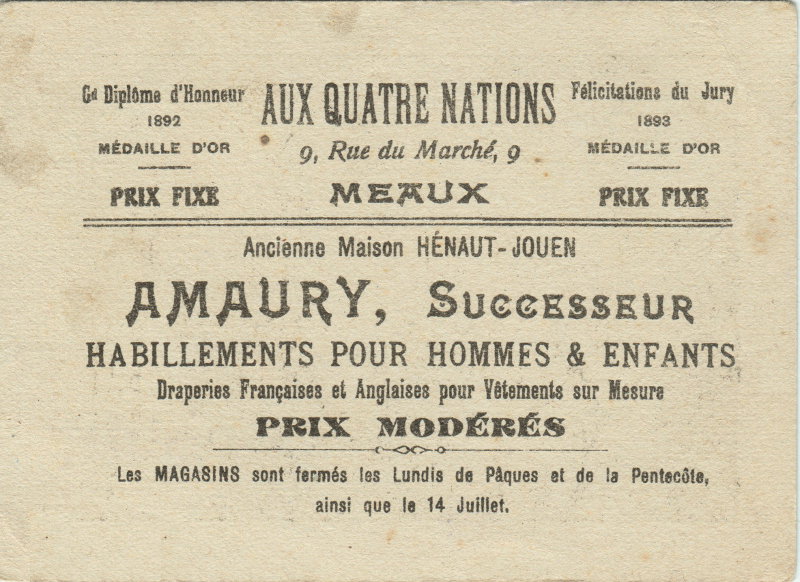 Gd Diplôme d'Honneur
1892
MÉDAILLE D'OR
PRIX FIXE
AUX QUATRE NATIONS
9, Rue du Marché, 9
MEAUX
Félicitations du Jury
1893
MÉDAILLE D'OR
PRIX FIXE
Ancienne Maison HÉNAUT-JOUEN
AMAURY, SUCCESSEUR
HABILLEMENTS POUR HOMMES & ENFANTS
Draperies Françaises et Anglaises pour Vêtements sur Mesure
PRIX MODÉRÉS
Les MAGASINS sont fermés les Lundis de Pâques et de la Pentecôte,
ainsi que le 14 Juillet.